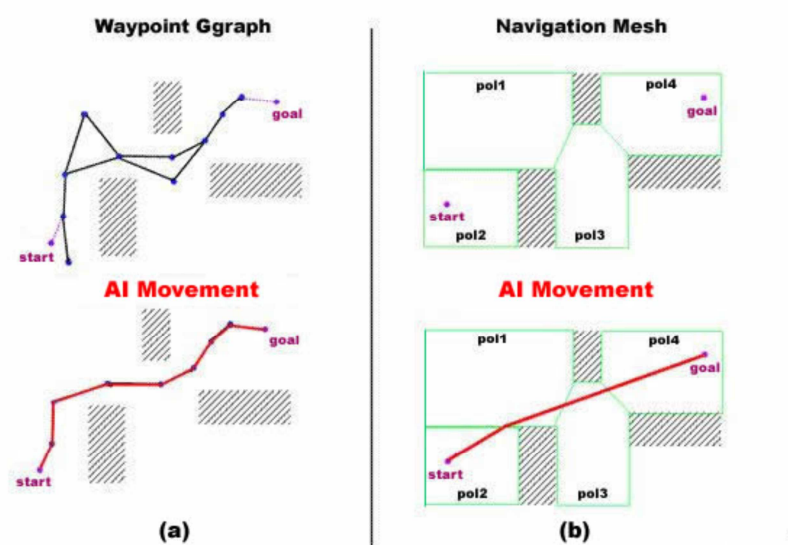 Waypoint Ggraph
goal
start
AI Movement
goal
start
(a)
Navigation Mesh
pol1
pol4
goal
start
pol2
pol3
AI Movement
pol1
pol4
goal
start
pol2
pol3
(b)